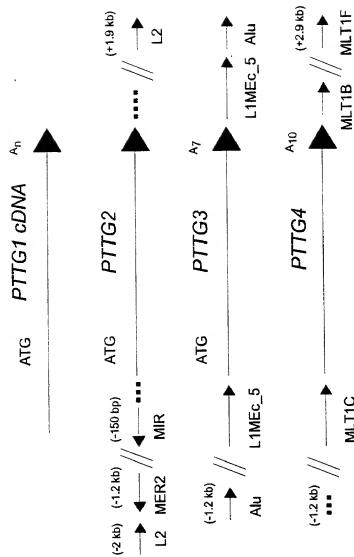 PTTG1 cDNA
ATG
An
PTTG2
(-2 kb) (-1.2 kb) (-150 bp) ATG (+1.9 kb)
L2 MER2 MIR L2
PTTG3
(-1.2 kb) ATG A7
Alu L1MEc_5 L1MEc_5 Alu
PTTG4
(-1.2 kb) A10 (+2.9 kb)
MLT1C MLT1B MLT1F